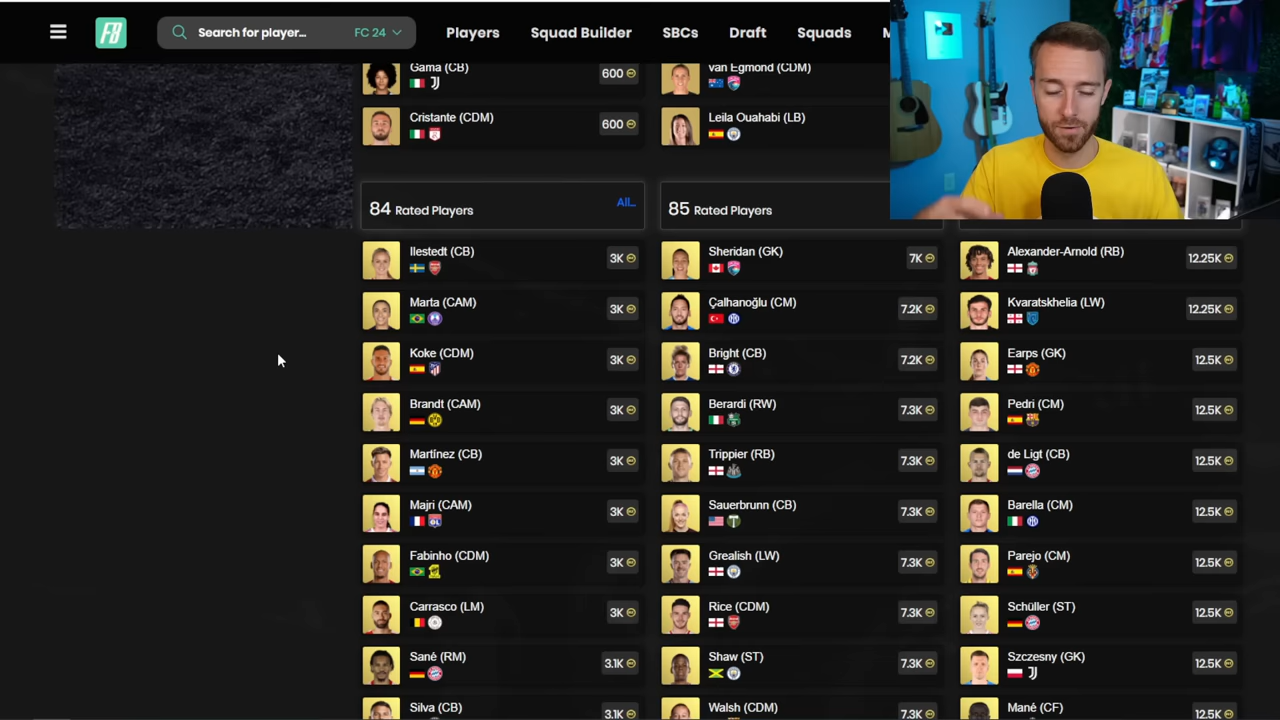 FB
Search for player...
FC 24
Players
Squad Builder
SBCs
Draft
Squads
M
Gama (CB)
600
van Egmond (CDM)
Cristante (CDM)
600
Leila Ouahabi (LB)
84 Rated Players
All...
85 Rated Players
Ilestedt (CB)
3K
Sheridan (GK)
7K
Alexander-Arnold (RB)
12.25K
Marta (CAM)
3K
Çalhanoğlu (CM)
7.2K
Kvaratskhelia (LW)
12.25K
Koke (CDM)
3K
Bright (CB)
7.2K
Earps (GK)
12.5K
Brandt (CAM)
3K
Berardi (RW)
7.3K
Pedri (CM)
12.5K
Martínez (CB)
3K
Trippier (RB)
7.3K
de Ligt (CB)
12.5K
Majri (CAM)
3K
Sauerbrunn (CB)
7.3K
Barella (CM)
12.5K
Fabinho (CDM)
3K
Grealish (LW)
7.3K
Parejo (CM)
12.5K
Carrasco (LM)
3K
Rice (CDM)
7.3K
Schüller (ST)
12.5K
Sané (RM)
3.1K
Shaw (ST)
7.3K
Szczesny (GK)
12.5K
Silva (CB)
3.1K
Walsh (CDM)
7.3K
Mané (CF)
12.5K